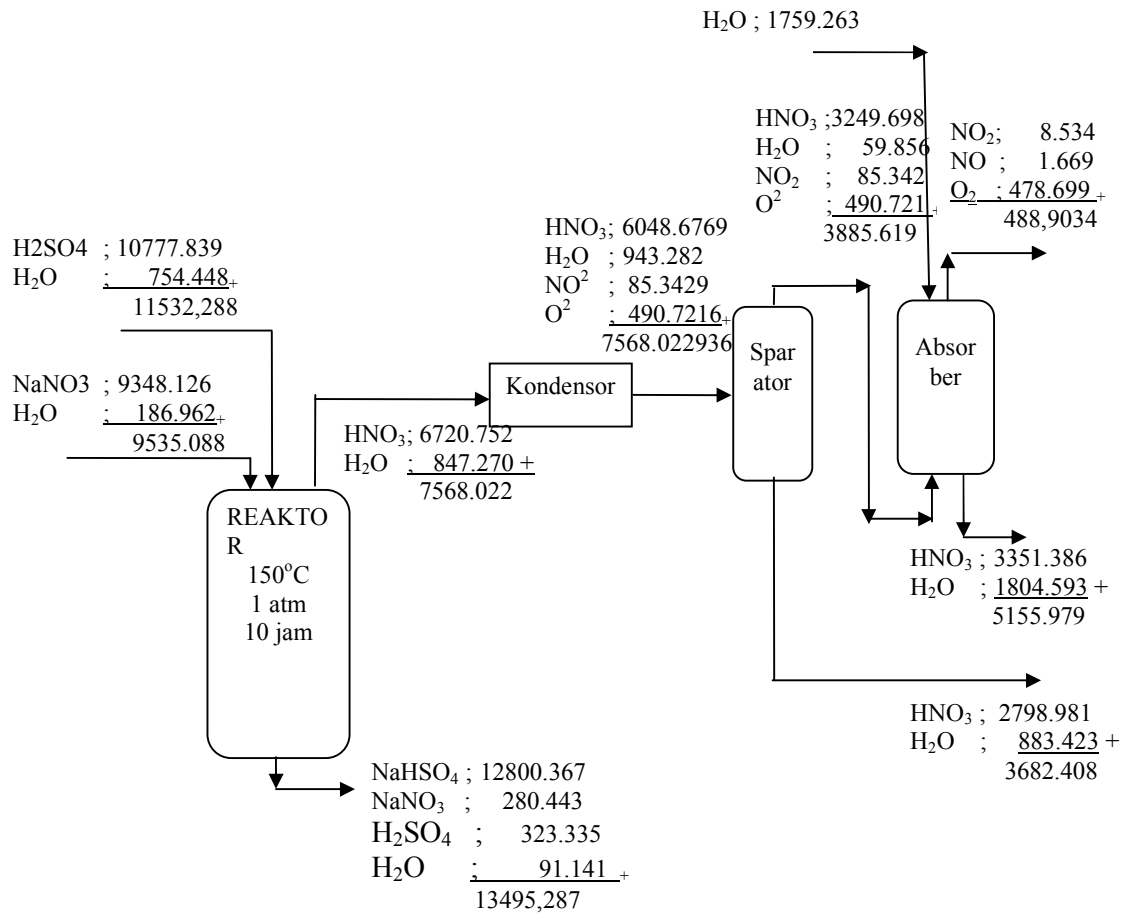 H₂O ; 1759.263
HNO₃ ;3249.698
H₂O ; 59.856
NO₂ ; 85.342
O² ; 490.721+
3885.619
NO₂; 8.534
NO ; 1.669
O₂ ; 478.699+
488,9034
HNO₃; 6048.6769
H₂O ; 943.282
NO² ; 85.3429
O² ; 490.7216+
7568.022936
H2SO4 ; 10777.839
H₂O ; 754.448+
11532,288
NaNO3 ; 9348.126
H₂O ; 186.962+
9535.088
Kondensor
Spar
ator
Absor
ber
HNO₃; 6720.752
H₂O ; 847.270 +
7568.022
REAKTO
R
150°C
1 atm
10 jam
HNO₃ ; 3351.386
H₂O ; 1804.593 +
5155.979
HNO₃ ; 2798.981
H₂O ; 883.423 +
3682.408
NaHSO₄ ; 12800.367
NaNO₃ ; 280.443
H₂SO₄ ; 323.335
H₂O ; 91.141 +
13495,287